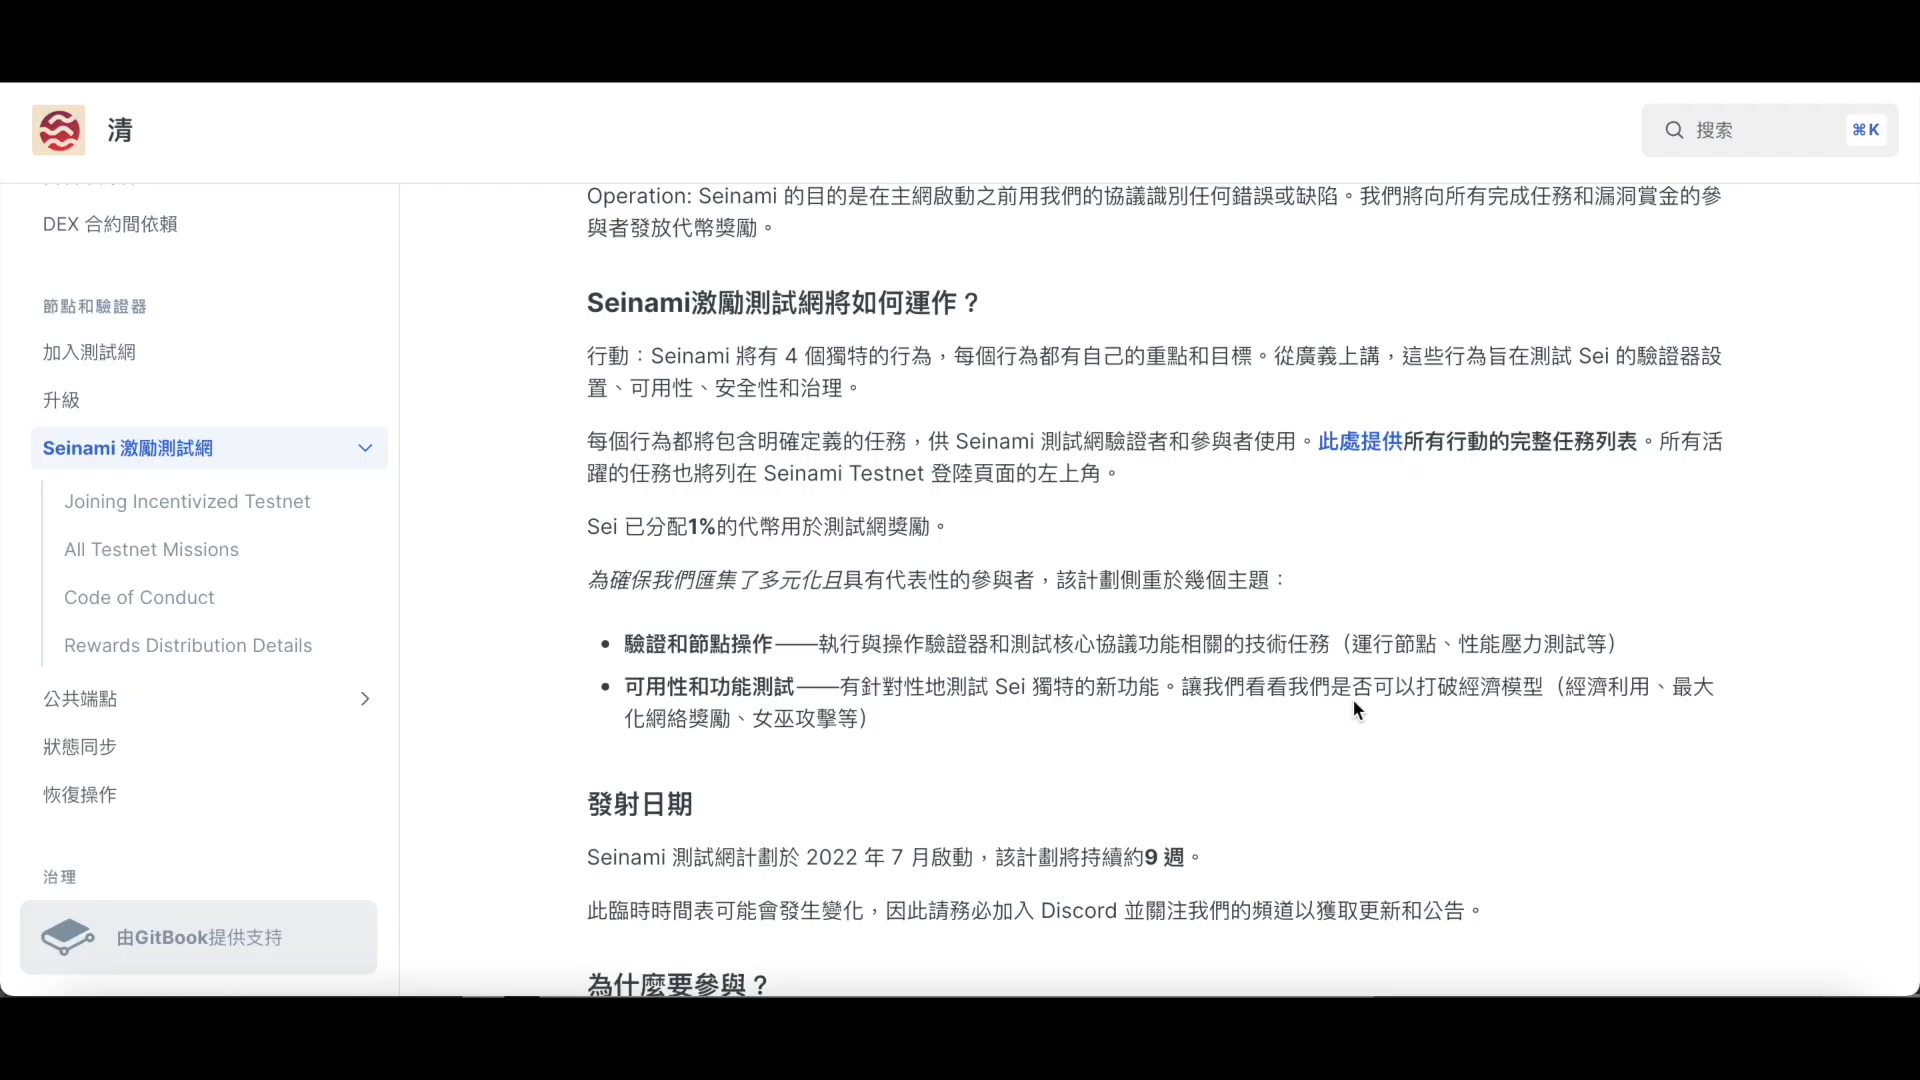 清
搜索
⌘K
DEX 合約間依賴
節點和驗證器
加入測試網
升級
Seinami 激勵測試網
Joining Incentivized Testnet
All Testnet Missions
Code of Conduct
Rewards Distribution Details
公共端點
狀態同步
恢復操作
治理
由GitBook提供支持
Operation: Seinami 的目的是在主網啟動之前用我們的協議識別任何錯誤或缺陷。我們將向所有完成任務和漏洞賞金的參
與者發放代幣獎勵。
Seinami激勵測試網將如何運作？
行動：Seinami 將有 4 個獨特的行為，每個行為都有自己的重點和目標。從廣義上講，這些行為旨在測試 Sei 的驗證器設
置、可用性、安全性和治理。
每個行為都將包含明確定義的任務，供 Seinami 測試網驗證者和參與者使用。此處提供所有行動的完整任務列表。所有活
躍的任務也將列在 Seinami Testnet 登陸頁面的左上角。
Sei 已分配1%的代幣用於測試網獎勵。
為確保我們匯集了多元化且具有代表性的參與者，該計劃側重於幾個主題：
• 驗證和節點操作——執行與操作驗證器和測試核心協議功能相關的技術任務（運行節點、性能壓力測試等）
• 可用性和功能測試——有針對性地測試 Sei 獨特的新功能。讓我們看看我們是否可以打破經濟模型（經濟利用、最大
化網絡獎勵、女巫攻擊等）
發射日期
Seinami 測試網計劃於 2022 年 7 月啟動，該計劃將持續約9 週。
此臨時時間表可能會發生變化，因此請務必加入 Discord 並關注我們的頻道以獲取更新和公告。
為什麼要參與？